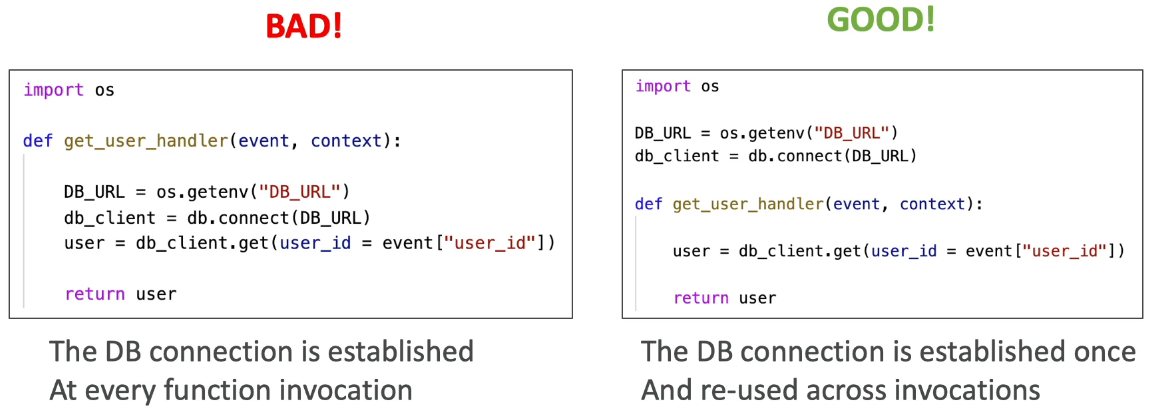 BAD!
import os
def get_user_handler(event, context):
DB_URL = os.getenv("DB_URL")
db_client = db.connect(DB_URL)
user = db_client.get(user_id = event["user_id"])
return user
The DB connection is established
At every function invocation
GOOD!
import os
DB_URL = os.getenv("DB_URL")
db_client = db.connect(DB_URL)
def get_user_handler(event, context):
user = db_client.get(user_id = event["user_id"])
return user
The DB connection is established once
And re-used across invocations